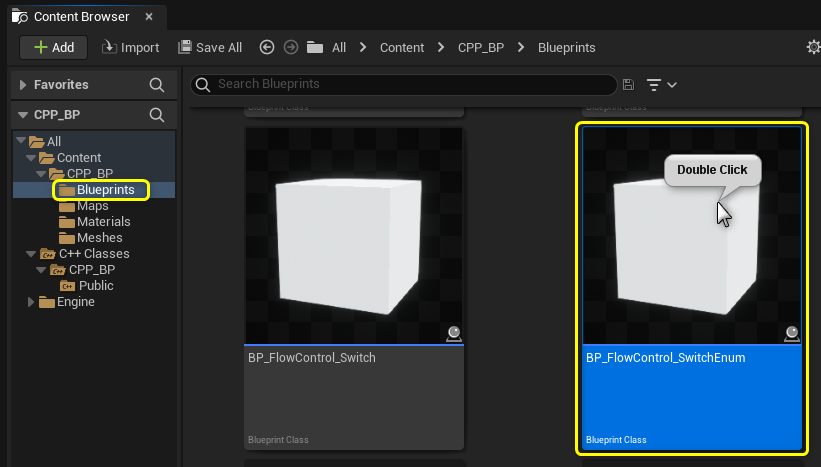 Content Browser
Add
Import
Save All
All
Content
CPP_BP
Blueprints
Favorites
Search Blueprints
CPP_BP
Blueprint Class
Blueprint Class
All
Content
CPP_BP
Blueprints
Maps
Materials
Meshes
C++ Classes
CPP_BP
Public
Engine
Double Click
BP_FlowControl_Switch
BP_FlowControl_SwitchEnum
Blueprint Class
Blueprint Class